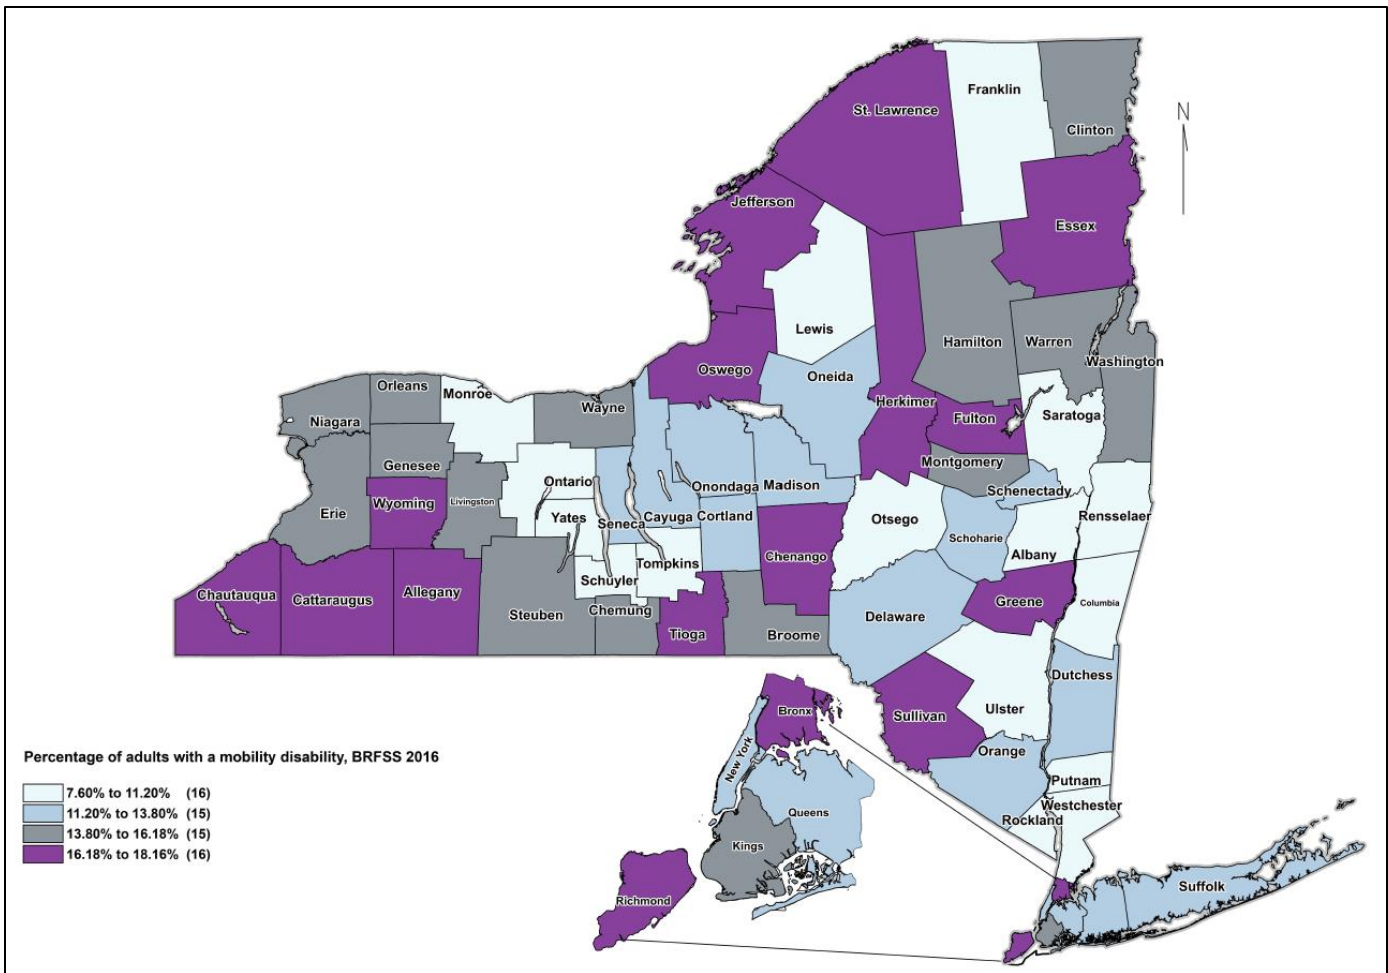 Franklin
St. Lawrence
Clinton
N
Jefferson
Essex
Lewis
Hamilton
Warren
Washington
Oswego
Oneida
Orleans
Monroe
Wayne
Herkimer
Fulton
Saratoga
Niagara
Genesee
Montgomery
Ontario
Onondaga
Madison
Schenectady
Wyoming
Livingston
Erie
Yates
Seneca
Cayuga
Cortland
Otsego
Rensselaer
Schoharie
Albany
Chenango
Tompkins
Schuyler
Chautauqua
Cattaraugus
Allegany
Steuben
Chemung
Tioga
Broome
Delaware
Greene
Columbia
Dutchess
Sullivan
Ulster
Bronx
New York
Orange
Putnam
Westchester
Rockland
Queens
Kings
Richmond
Suffolk
Percentage of adults with a mobility disability, BRFSS 2016
7.60% to 11.20% (16)
11.20% to 13.80% (15)
13.80% to 16.18% (15)
16.18% to 18.16% (16)